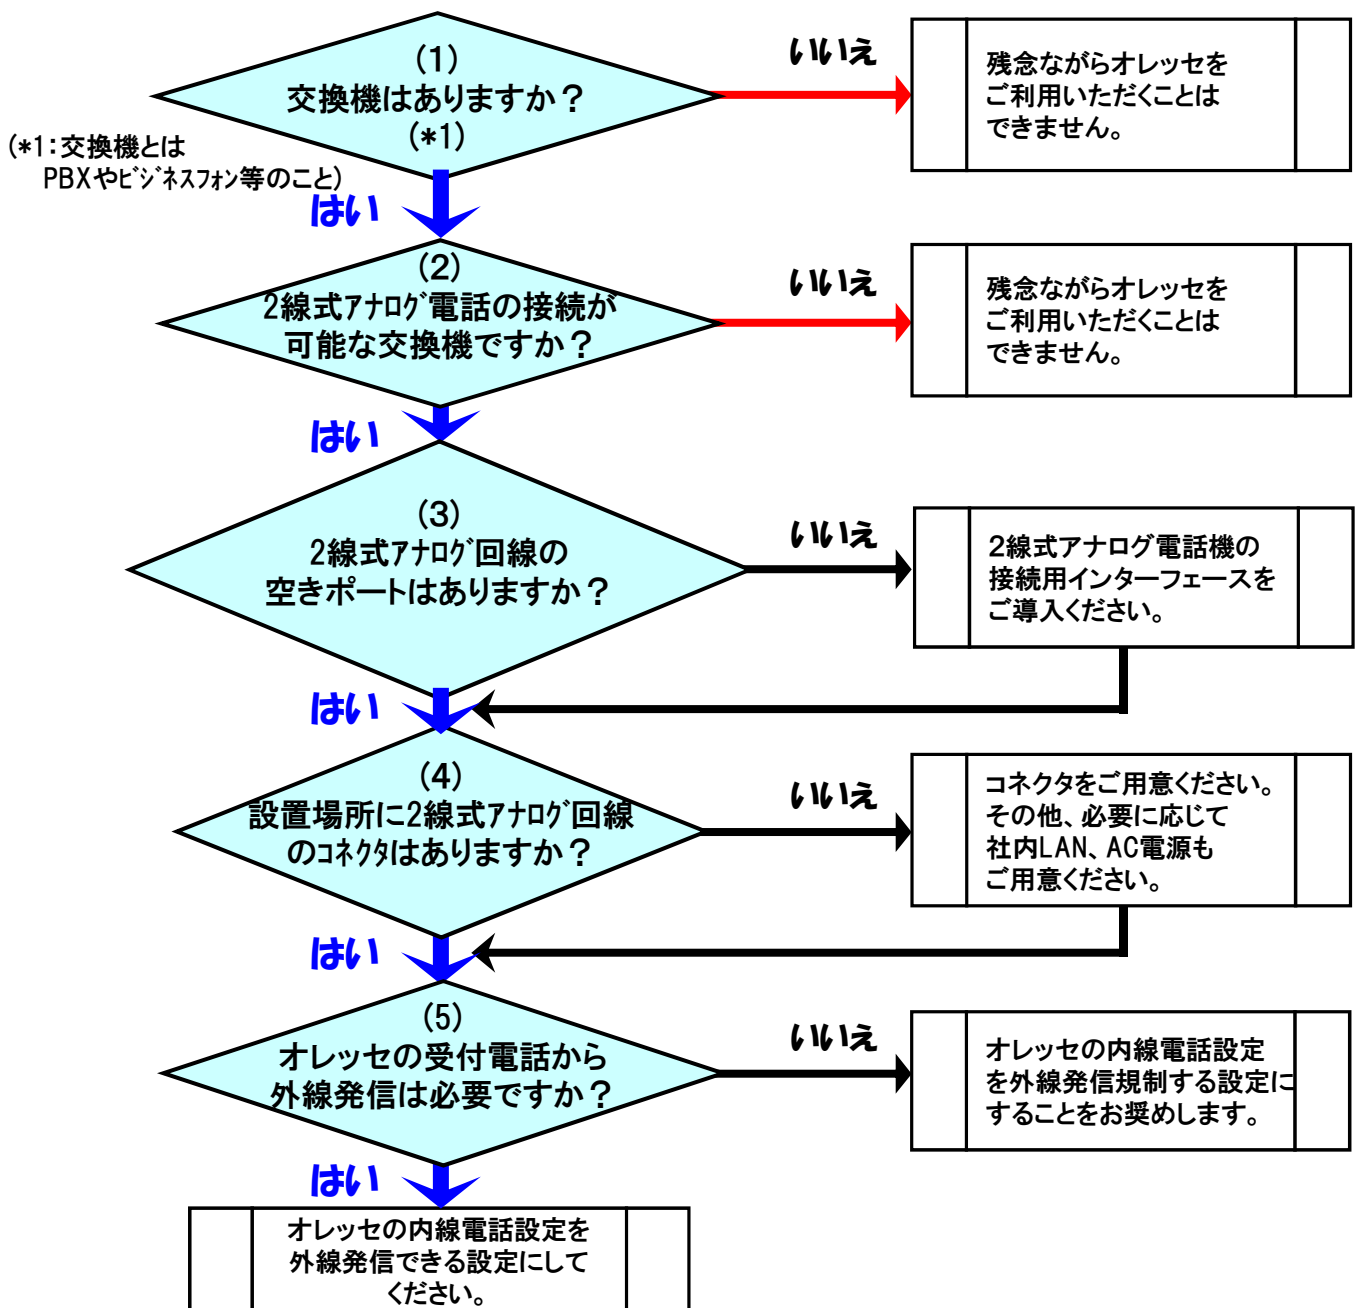 (1)
交換機はありますか？
(*1)
いいえ
残念ながらオレッセを
ご利用いただくことは
できません。
(*1：交換機とは
PBXやﾋﾞｼﾞﾈｽﾌｫﾝ等のこと)
はい
(2)
2線式ｱﾅﾛｸﾞ電話の接続が
可能な交換機ですか？
いいえ
残念ながらオレッセを
ご利用いただくことは
できません。
はい
(3)
2線式ｱﾅﾛｸﾞ回線の
空きポートはありますか？
いいえ
２線式アナログ電話機の
接続用インターフェースを
ご導入ください。
はい
(4)
設置場所に2線式ｱﾅﾛｸﾞ回線
のｺﾈｸﾀはありますか？
いいえ
コネクタをご用意ください。
その他、必要に応じて
社内LAN、AC電源も
ご用意ください。
はい
(5)
オレッセの受付電話から
外線発信は必要ですか？
いいえ
オレッセの内線電話設定
を外線発信規制する設定に
することをお奨めします。
はい
オレッセの内線電話設定を
外線発信できる設定にして
ください。